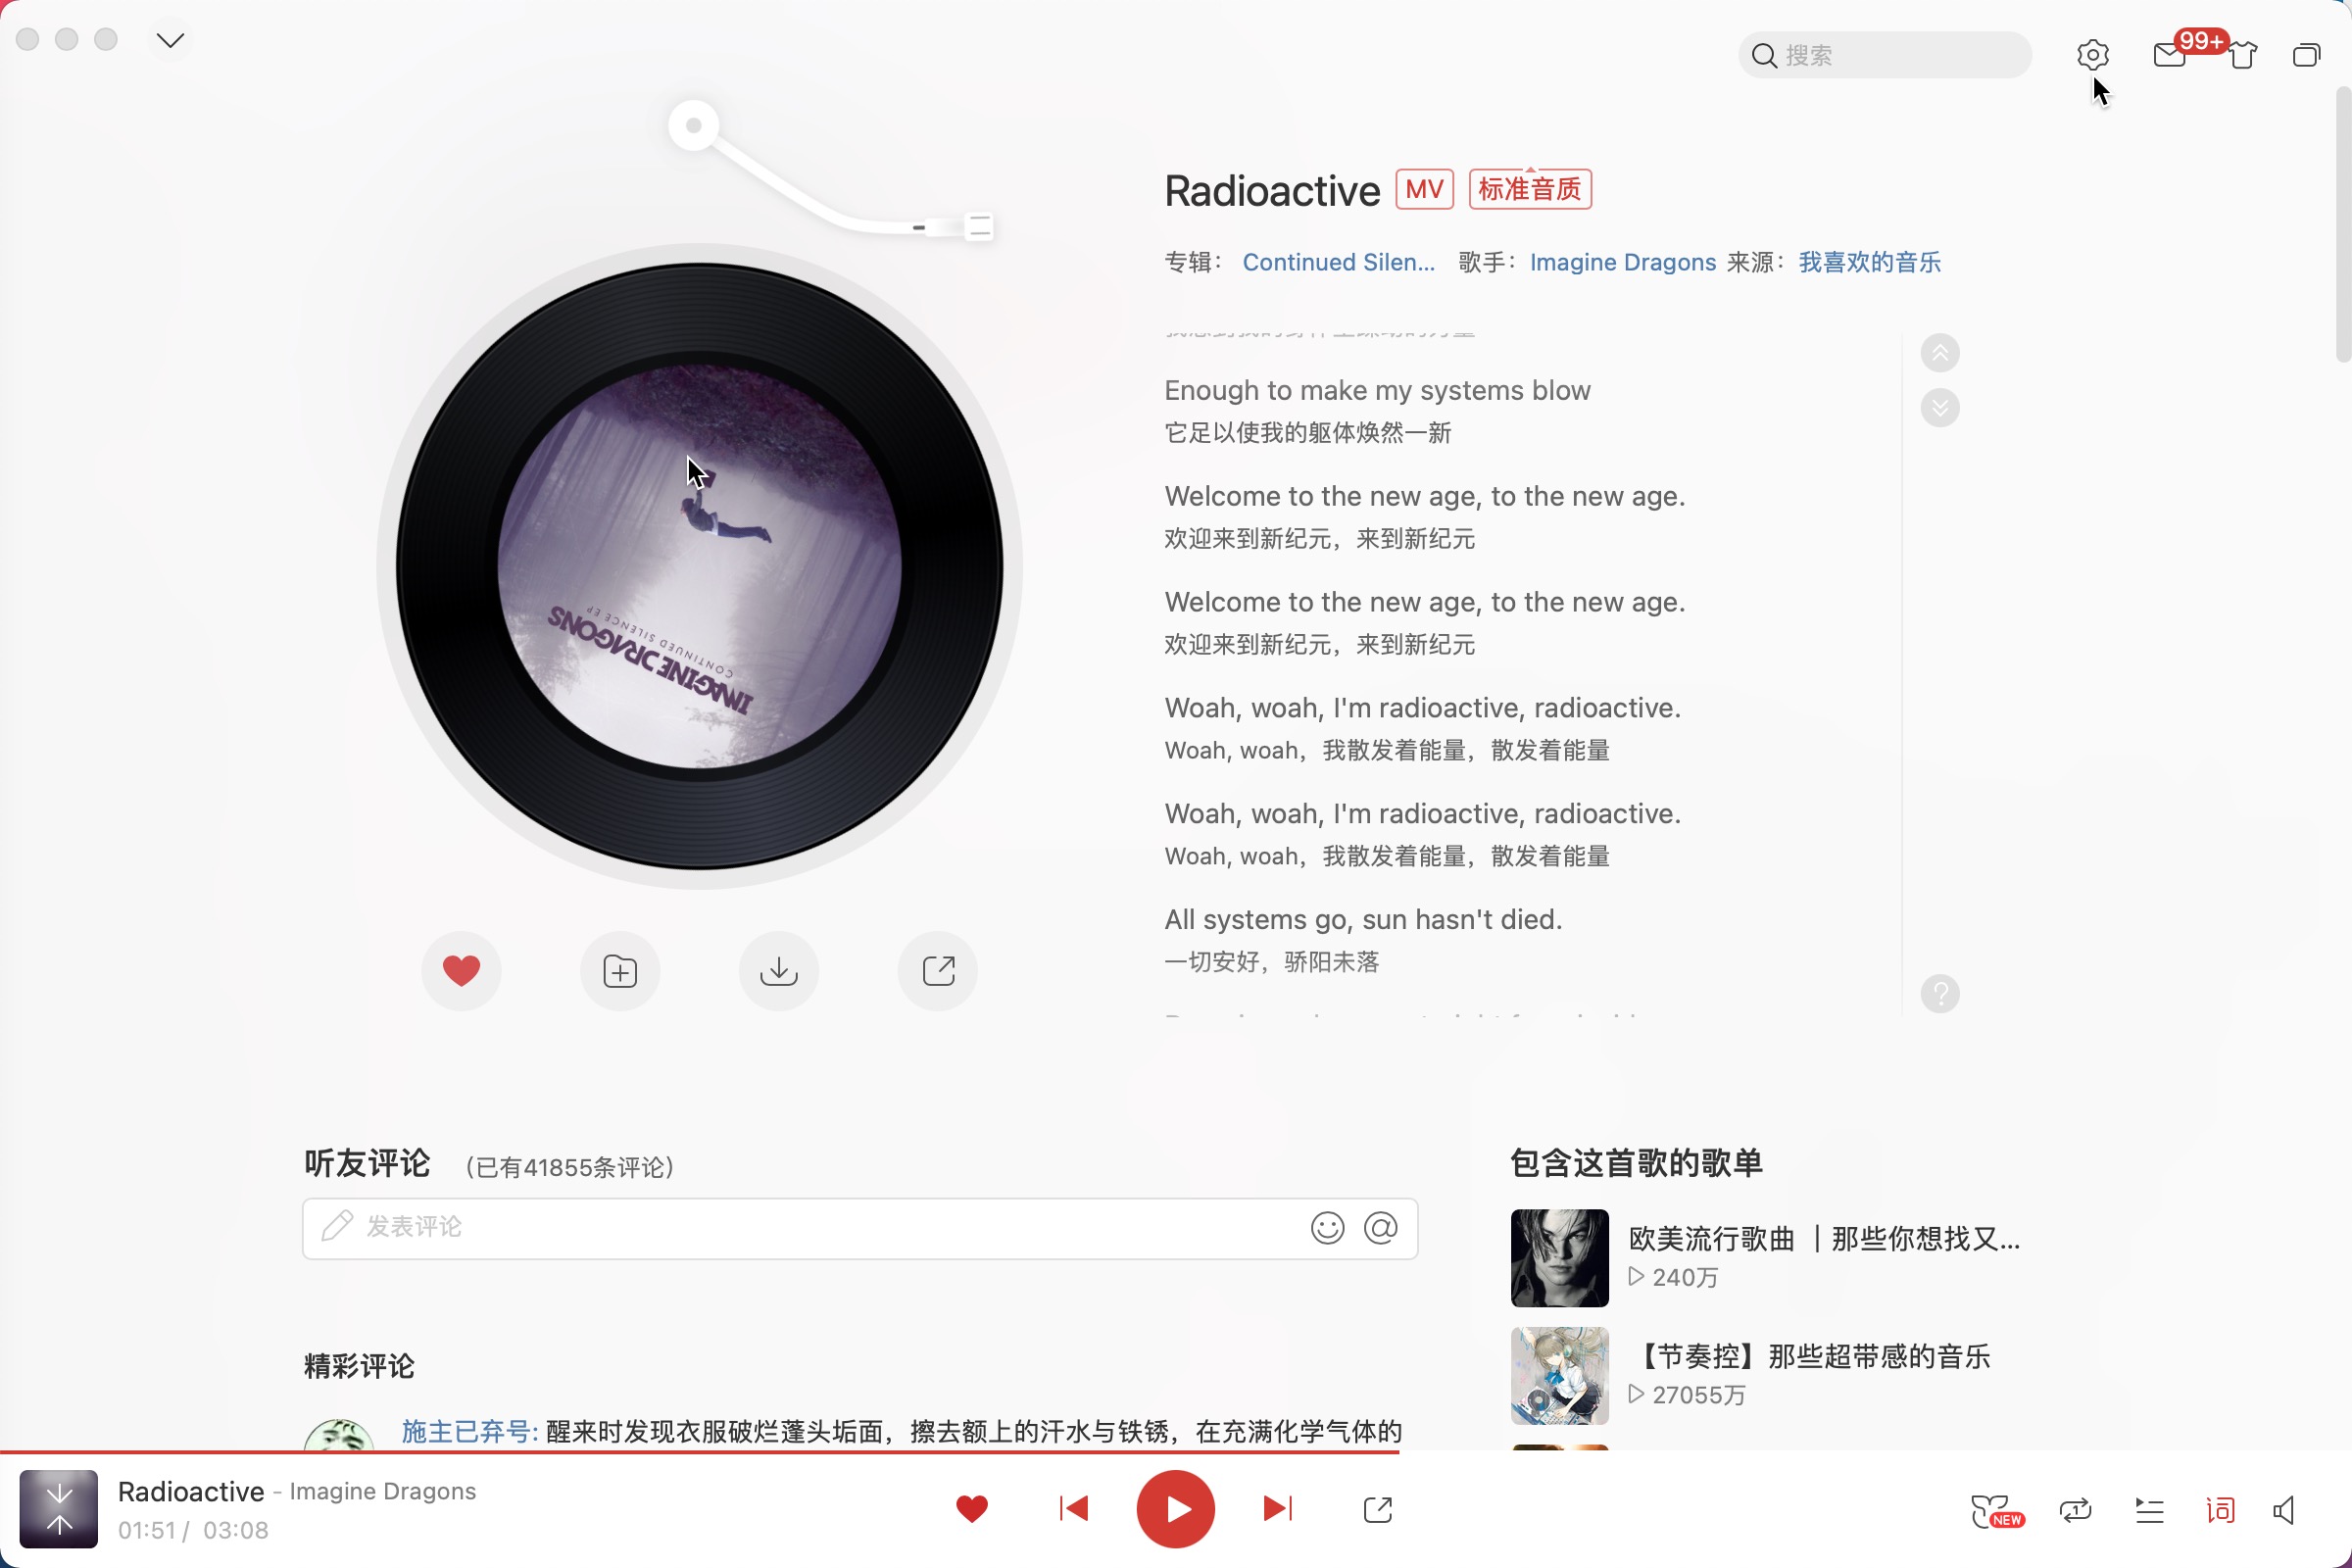 搜索
99+
Radioactive MV 标准音质
专辑： Continued Silen... 歌手： Imagine Dragons 来源： 我喜欢的音乐
Enough to make my systems blow
它足以使我的躯体焕然一新
Welcome to the new age, to the new age.
欢迎来到新纪元，来到新纪元
Welcome to the new age, to the new age.
欢迎来到新纪元，来到新纪元
Woah, woah, I'm radioactive, radioactive.
Woah, woah，我散发着能量，散发着能量
Woah, woah, I'm radioactive, radioactive.
Woah, woah，我散发着能量，散发着能量
All systems go, sun hasn't died.
一切安好，骄阳未落
IMAGINE DRAGONS
CONTINUED SILENCE EP
听友评论 （已有41855条评论）
发表评论
精彩评论
施主已弃号: 醒来时发现衣服破烂蓬头垢面，擦去额上的汗水与铁锈，在充满化学气体的
包含这首歌的歌单
欧美流行歌曲 ｜那些你想找又...
240万
【节奏控】那些超带感的音乐
27055万
Radioactive - Imagine Dragons
01:51 / 03:08
NEW
词